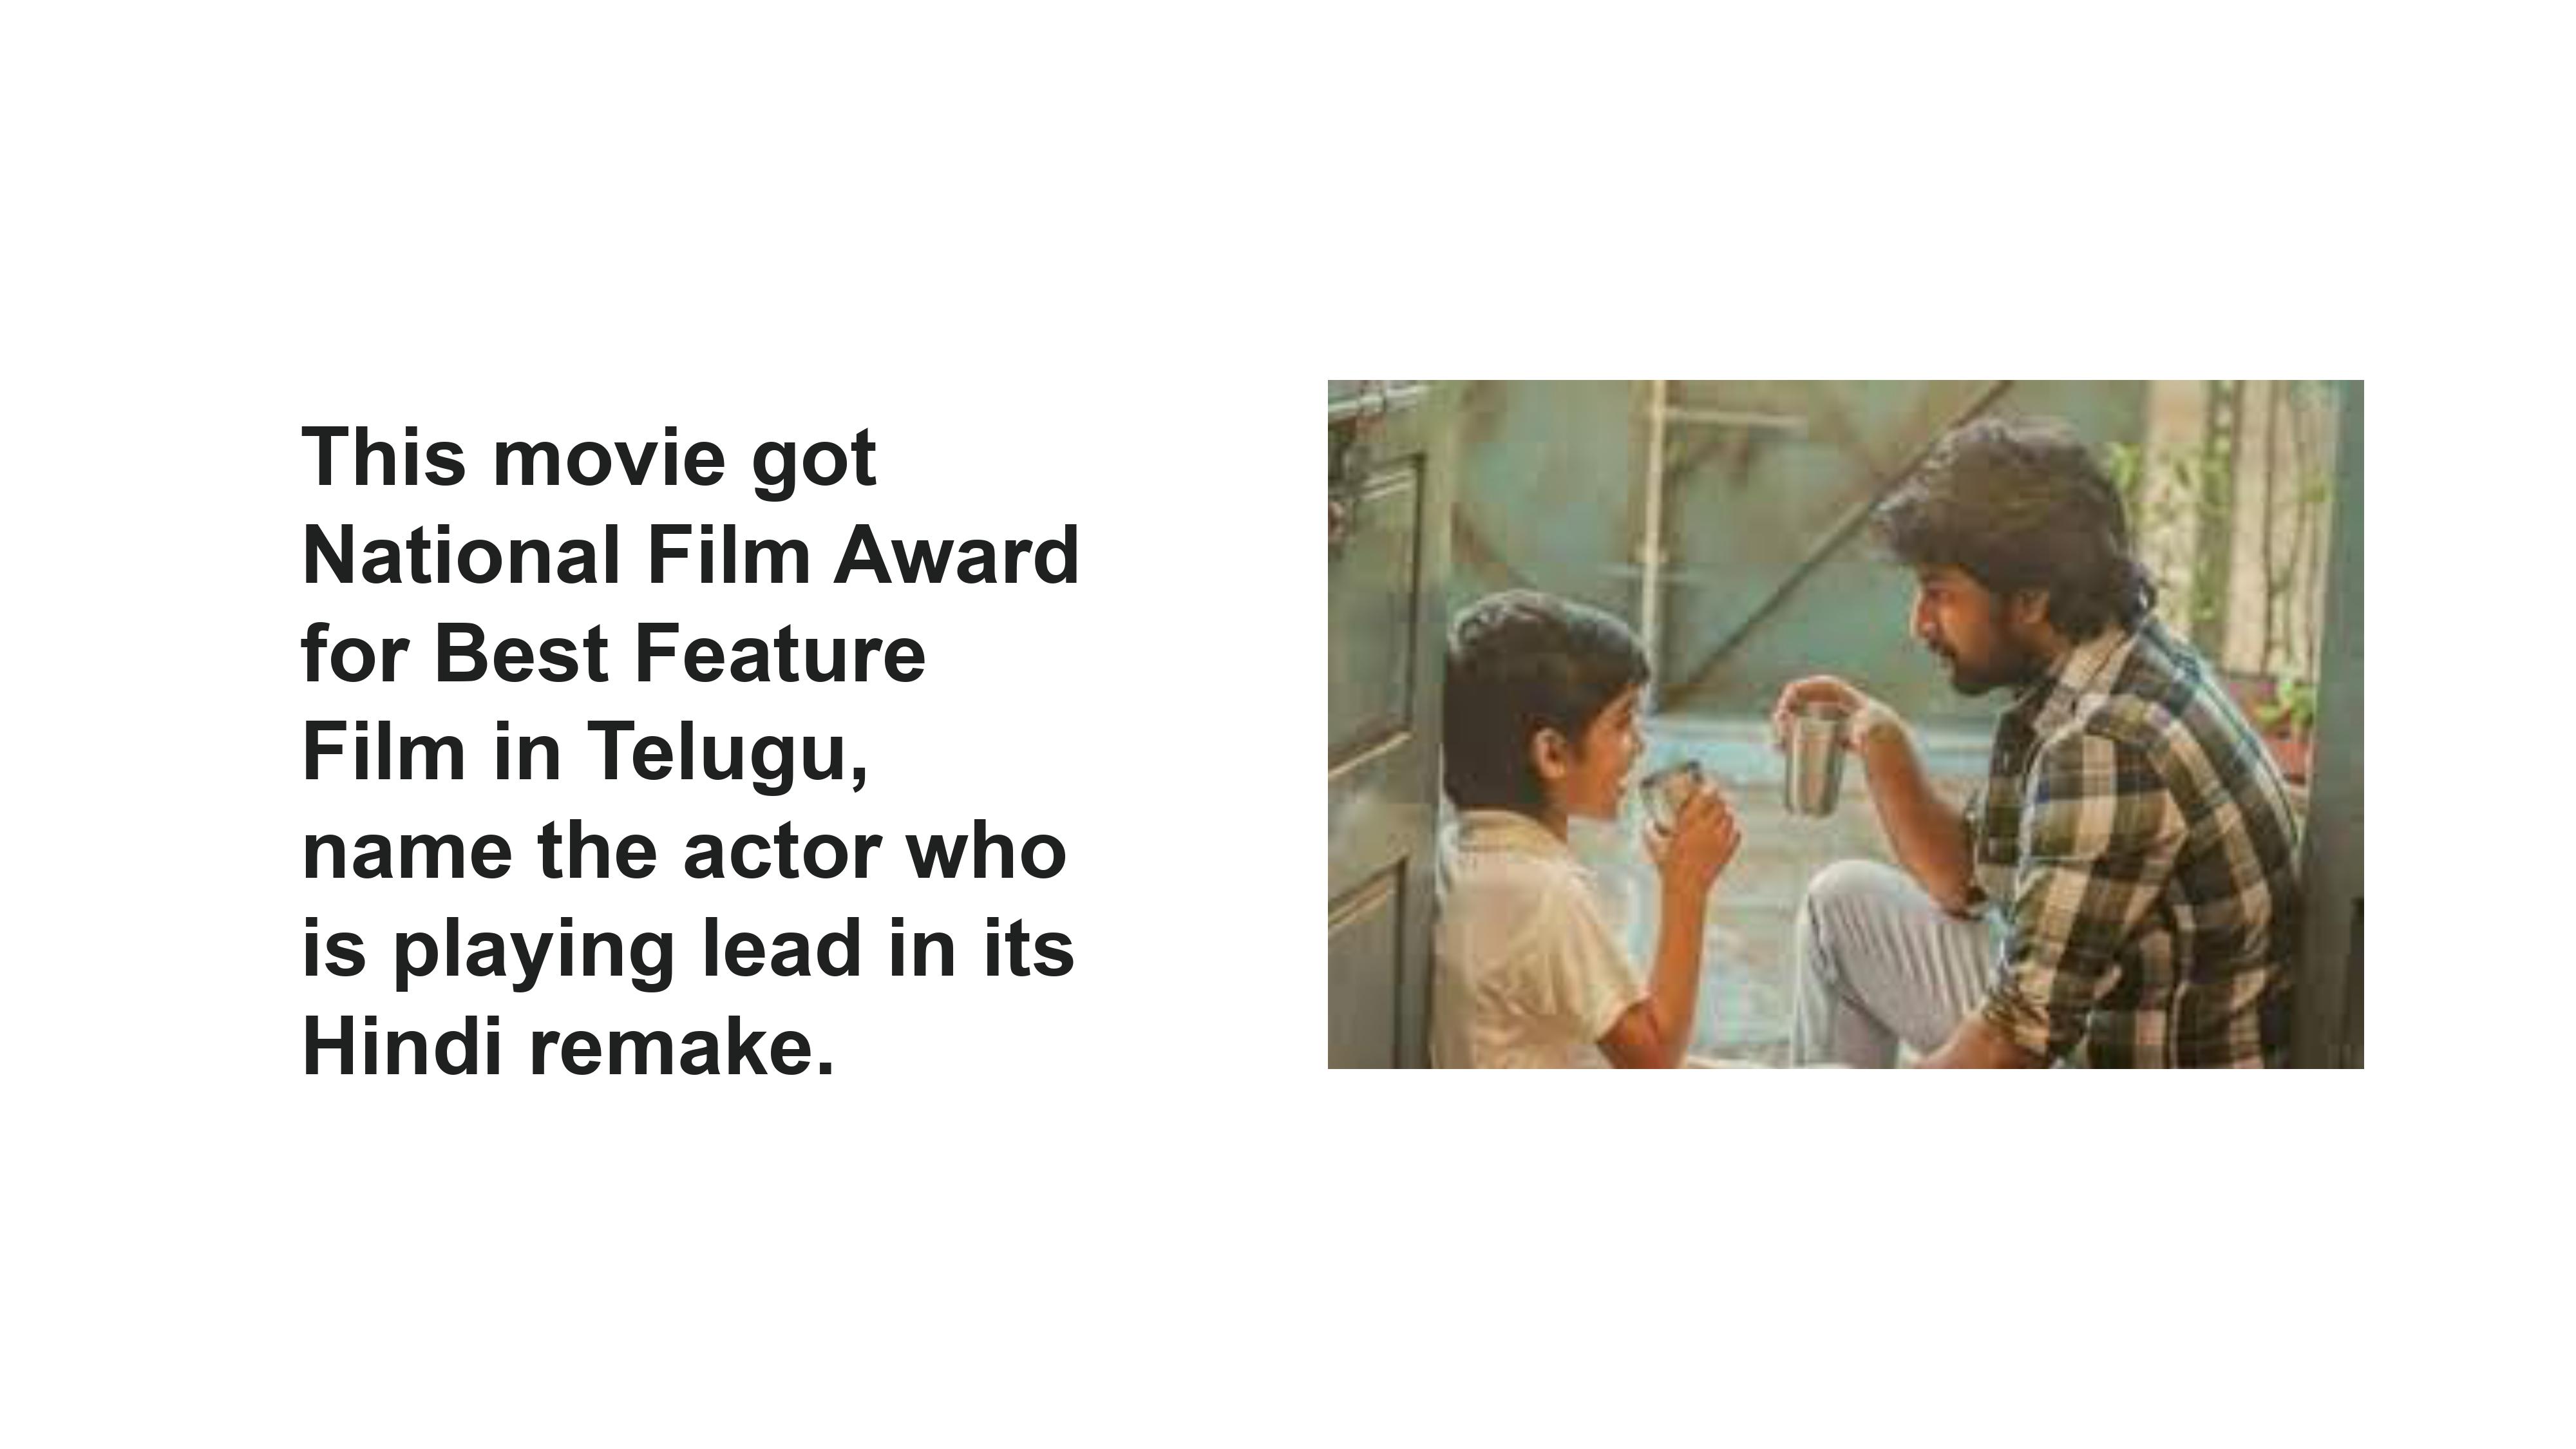 This movie got
National Film Award
for Best Feature
Film in Telugu,
name the actor who
is playing lead in its
Hindi remake.